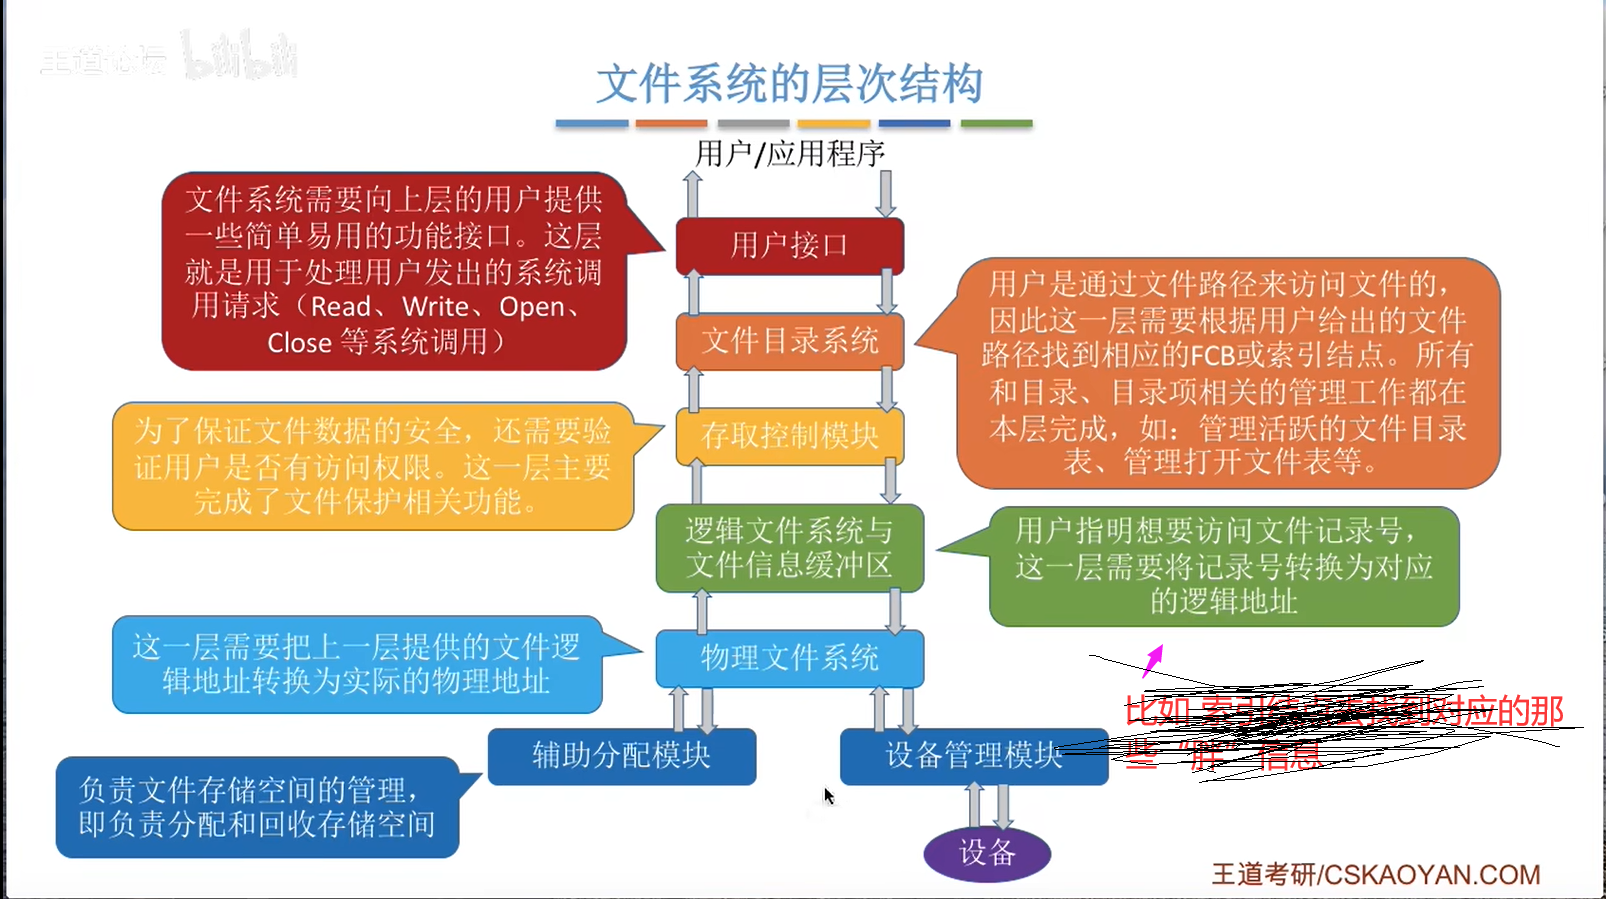 王道论坛 bilibili
文件系统的层次结构
用户/应用程序
文件系统需要向上层的用户提供
一些简单易用的功能接口。这层
就是用于处理用户发出的系统调
用请求（Read、Write、Open、
Close 等系统调用）
用户接口
用户是通过文件路径来访问文件的，
因此这一层需要根据用户给出的文件
路径找到相应的FCB或索引结点。所有
和目录、目录项相关的管理工作都在
本层完成，如：管理活跃的文件目录
表、管理打开文件表等。
文件目录系统
为了保证文件数据的安全，还需要验
证用户是否有访问权限。这一层主要
完成了文件保护相关功能。
存取控制模块
逻辑文件系统与
文件信息缓冲区
用户指明想要访问文件记录号，
这一层需要将记录号转换为对应
的逻辑地址
这一层需要把上一层提供的文件逻
辑地址转换为实际的物理地址
物理文件系统
比如 索引结点去找到对应的那
些“胖”信息
辅助分配模块
设备管理模块
负责文件存储空间的管理，
即负责分配和回收存储空间
设备
王道考研/CSKAOYAN.COM